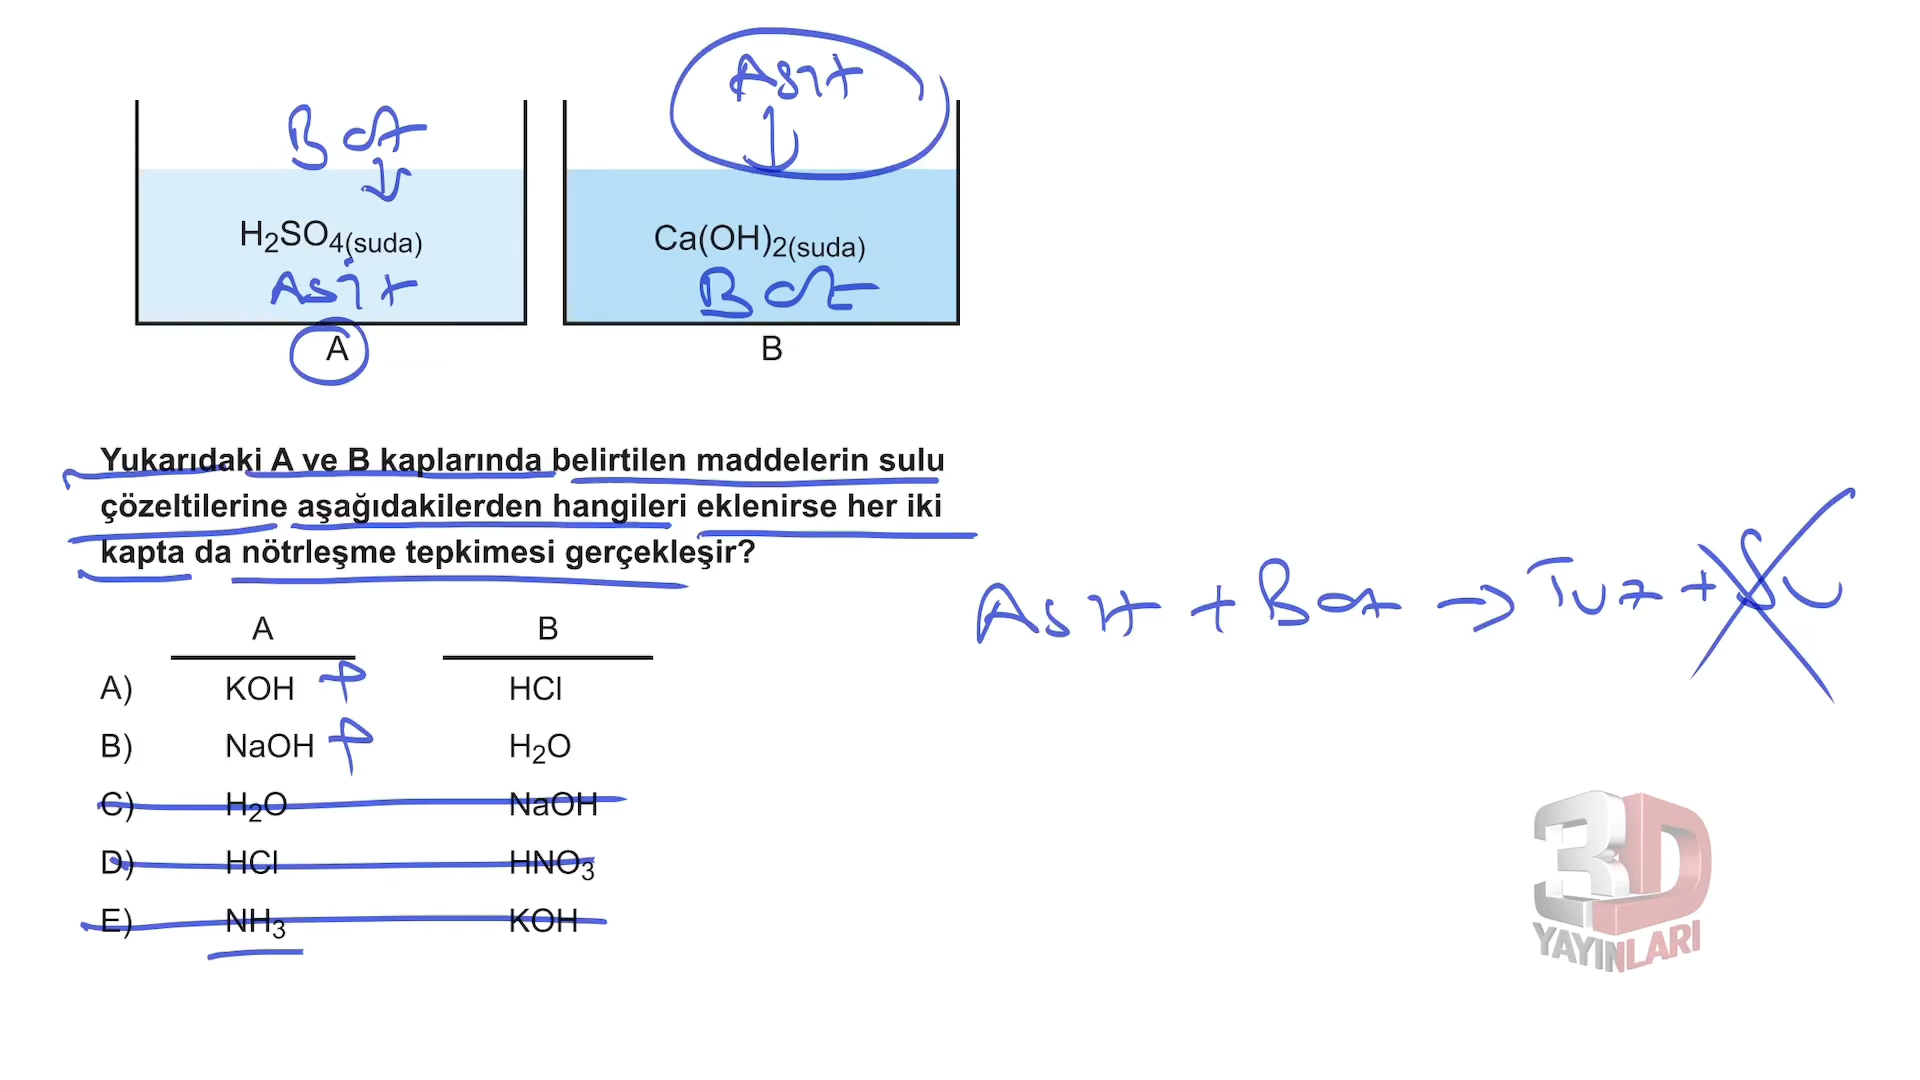 Asit
Baz
H₂SO₄(suda)
Asit
A
Ca(OH)₂(suda)
Baz
B
Yukarıdaki A ve B kaplarında belirtilen maddelerin sulu
çözeltilerine aşağıdakilerden hangileri eklenirse her iki
kapta da nötrleşme tepkimesi gerçekleşir?
Asit + Baz → Tuz + Su
A B
A) KOH + HCl
B) NaOH + H₂O
C) H₂O NaOH
D) HCl HNO₃
E) NH₃ KOH
3D
YAYINLARI